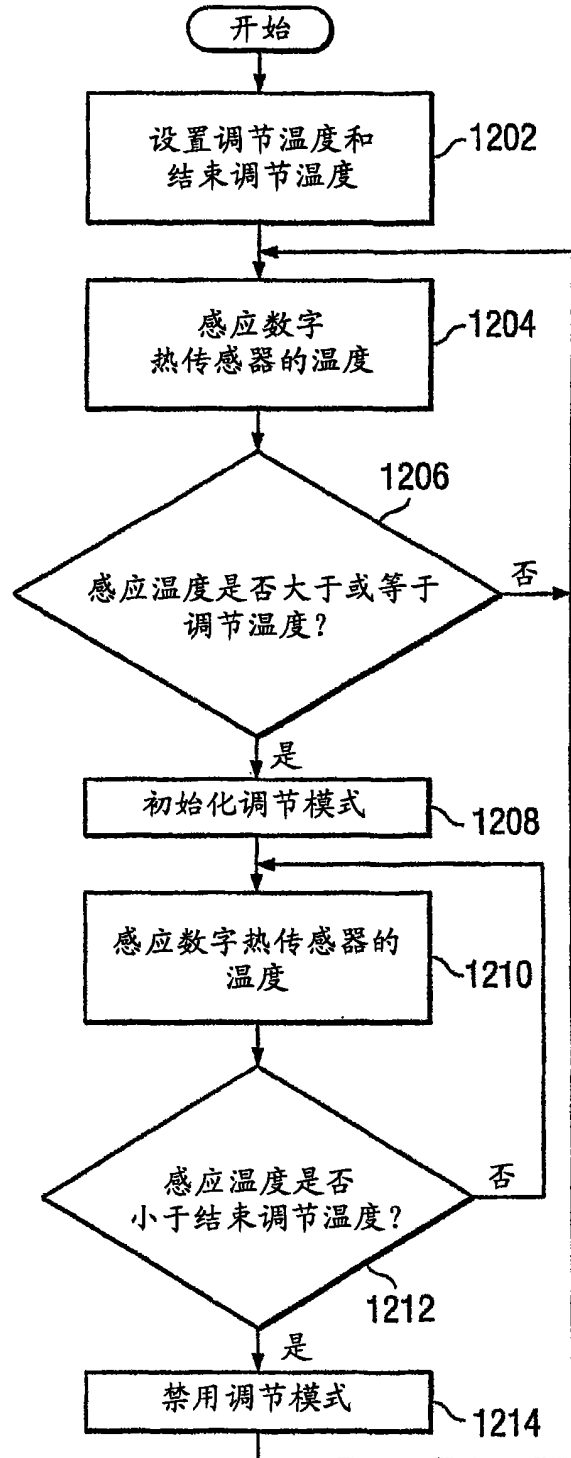 开始
设置调节温度和
结束调节温度
1202
感应数字
热传感器的温度
1204
1206
感应温度是否大于或等于
调节温度?
否
是
初始化调节模式
1208
感应数字热传感器的
温度
1210
感应温度是否
小于结束调节温度?
否
1212
是
禁用调节模式
1214